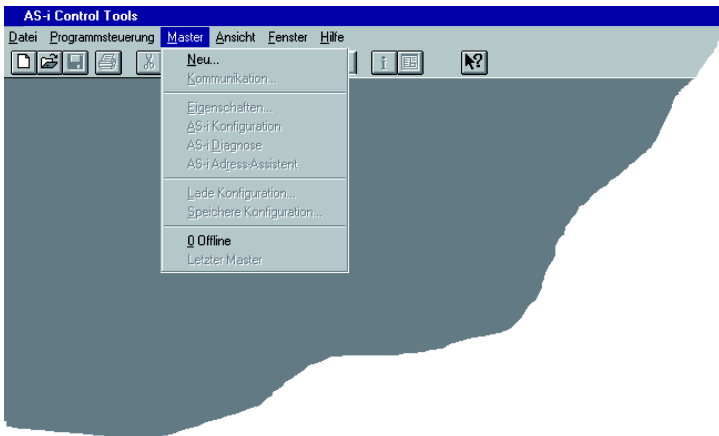 AS-i Control Tools
Datei Programmsteuerung Master Ansicht Fenster Hilfe
Neu...
Kommunikation...
Eigenschaften...
AS-i Konfiguration
AS-i Diagnose
AS-i Adress-Assistent
Lade Konfiguration...
Speichere Konfiguration...
0 Offline
Letzter Master